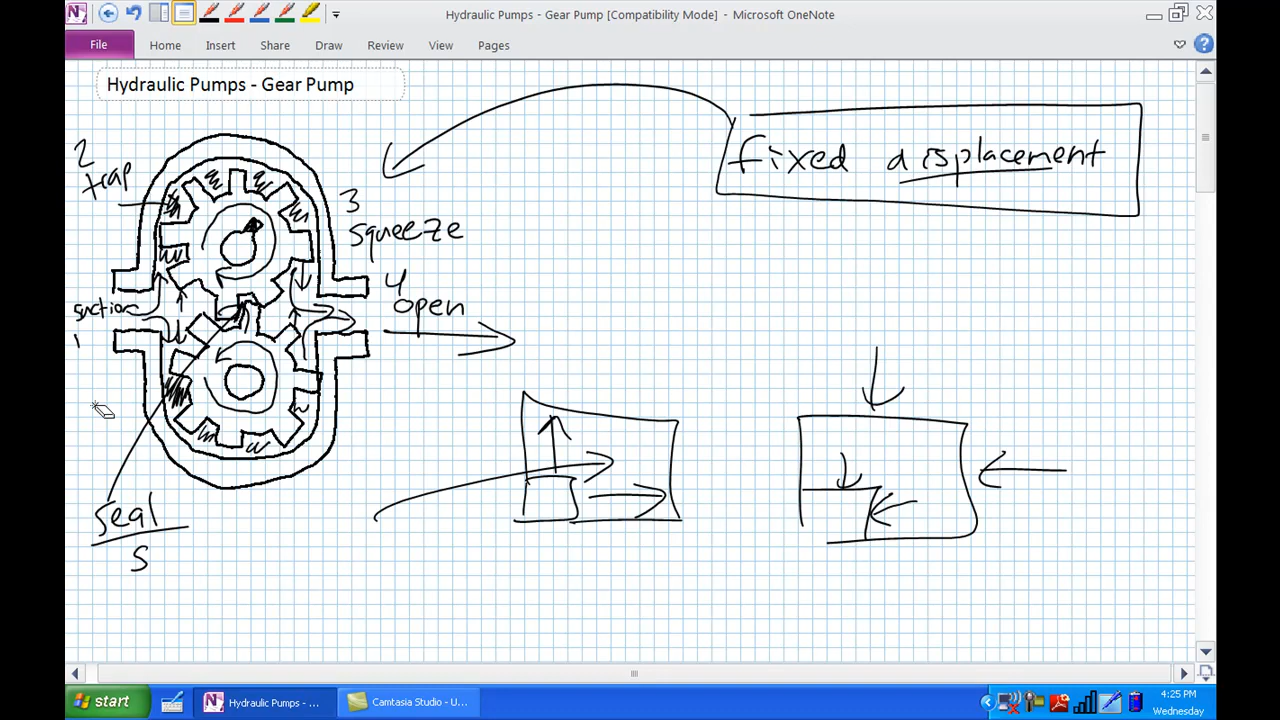 Hydraulic Pumps - Gear Pump [Compatibility Mode] - Microsoft OneNote
File Home Insert Share Draw Review View Pages
Hydraulic Pumps - Gear Pump
fixed displacement
2
trap
3
squeeze
4
open
suction
1
seal
5
start
Hydraulic Pumps - ...
Camtasia Studio - U...
4:25 PM
Wednesday